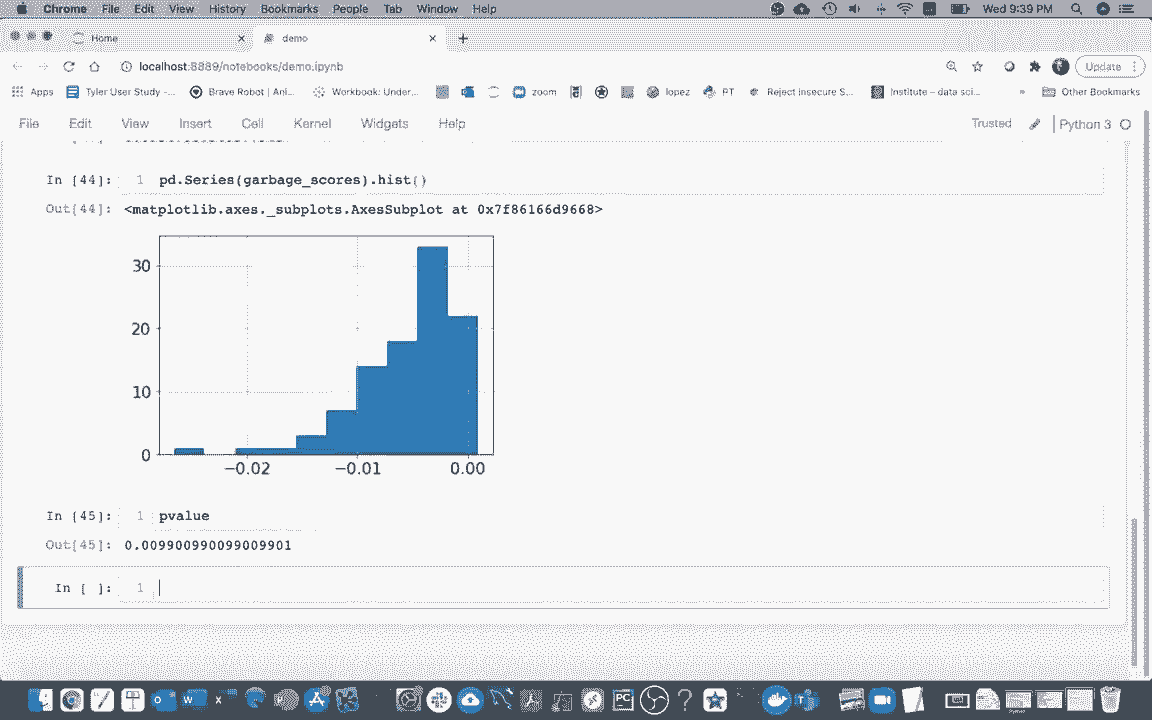 Chrome File Edit View History Bookmarks People Tab Window Help Wed 9:39 PM
Home demo
localhost:8889/notebooks/demo.ipynb Update
Apps Tyler User Study -... Brave Robot | Ani... Workbook: Under... zoom lopez PT Reject Insecure S... Institute – data sci... » Other Bookmarks
File Edit View Insert Cell Kernel Widgets Help Trusted Python 3
In [44]: 1 pd.Series(garbage_scores).hist()
Out[44]: <matplotlib.axes._subplots.AxesSubplot at 0x7f86166d9668>
30
20
10
0
−0.02 −0.01 0.00
In [45]: 1 pvalue
Out[45]: 0.009900990099009901
In [ ]: 1